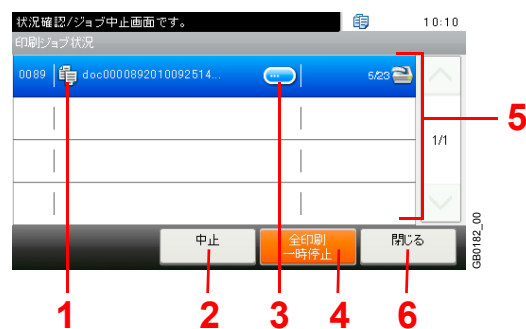 状況確認/ジョブ中止画面です。 10:10
印刷ジョブ状況
0089 doc0000892010092514... ... 5/23
5
1/1
中止 全印刷 閉じる
一時停止
GB0182_00
1 2 3 4 6